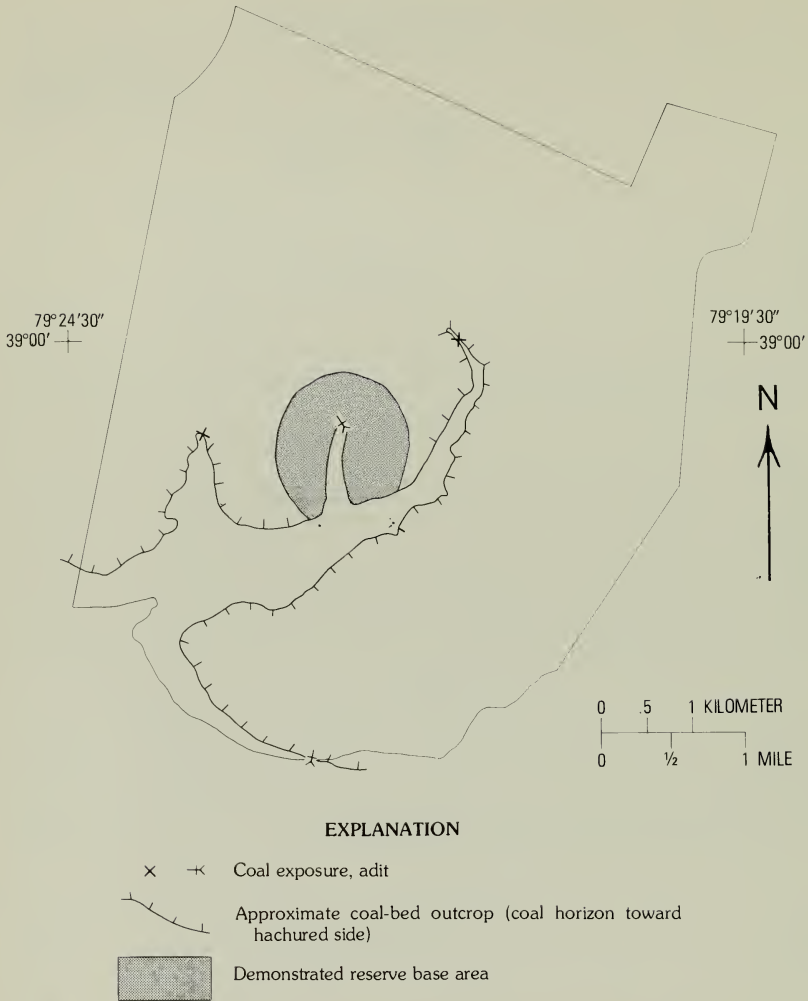 79°24'30"
39°00'
79°19'30"
39°00'
N
0 .5 1 KILOMETER
0 ½ 1 MILE
EXPLANATION
Coal exposure, adit
Approximate coal-bed outcrop (coal horizon toward
hachured side)
Demonstrated reserve base area